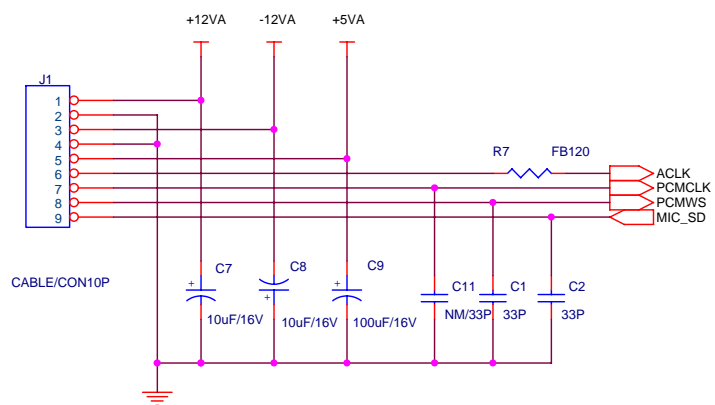 +12VA -12VA +5VA
J1
1
2
3
4
5
6
7
8
9
R7 FB120
ACLK
PCMCLK
PCMWS
MIC_SD
CABLE/CON10P
C7 C8 C9 C11 C1 C2
+ + +
10uF/16V 10uF/16V 100uF/16V NM/33P 33P 33P